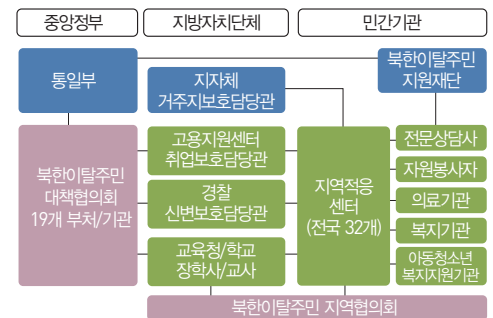 중앙정부
지방자치단체
민간기관
통일부
지자체
거주지보호담당관
북한이탈주민
지원재단
북한이탈주민
대책협의회
19개 부처/기관
고용지원센터
취업보호담당관
경찰
신변보호담당관
교육청/학교
장학사/교사
지역적응
센터
(전국 32개)
전문상담사
자원봉사자
의료기관
복지기관
아동청소년
복지지원기관
북한이탈주민 지역협의회